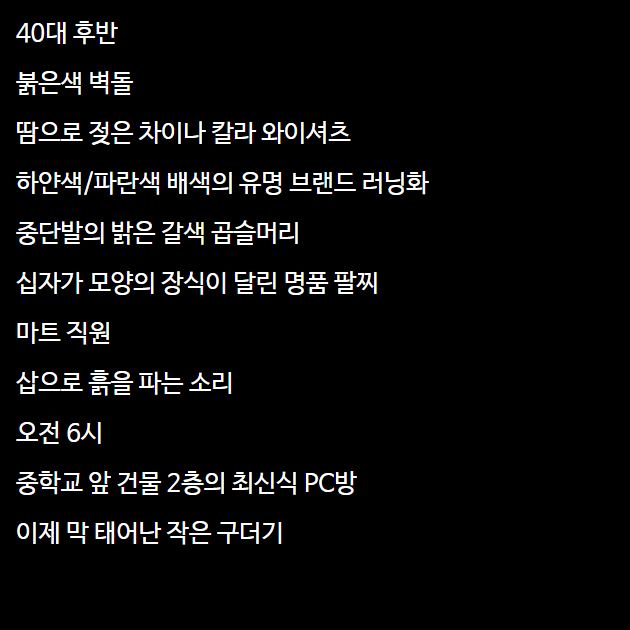 40대 후반
붉은색 벽돌
땀으로 젖은 차이나 칼라 와이셔츠
하얀색/파란색 배색의 유명 브랜드 러닝화
중단발의 밝은 갈색 곱슬머리
십자가 모양의 장식이 달린 명품 팔찌
마트 직원
삽으로 흙을 파는 소리
오전 6시
중학교 앞 건물 2층의 최신식 PC방
이제 막 태어난 작은 구더기